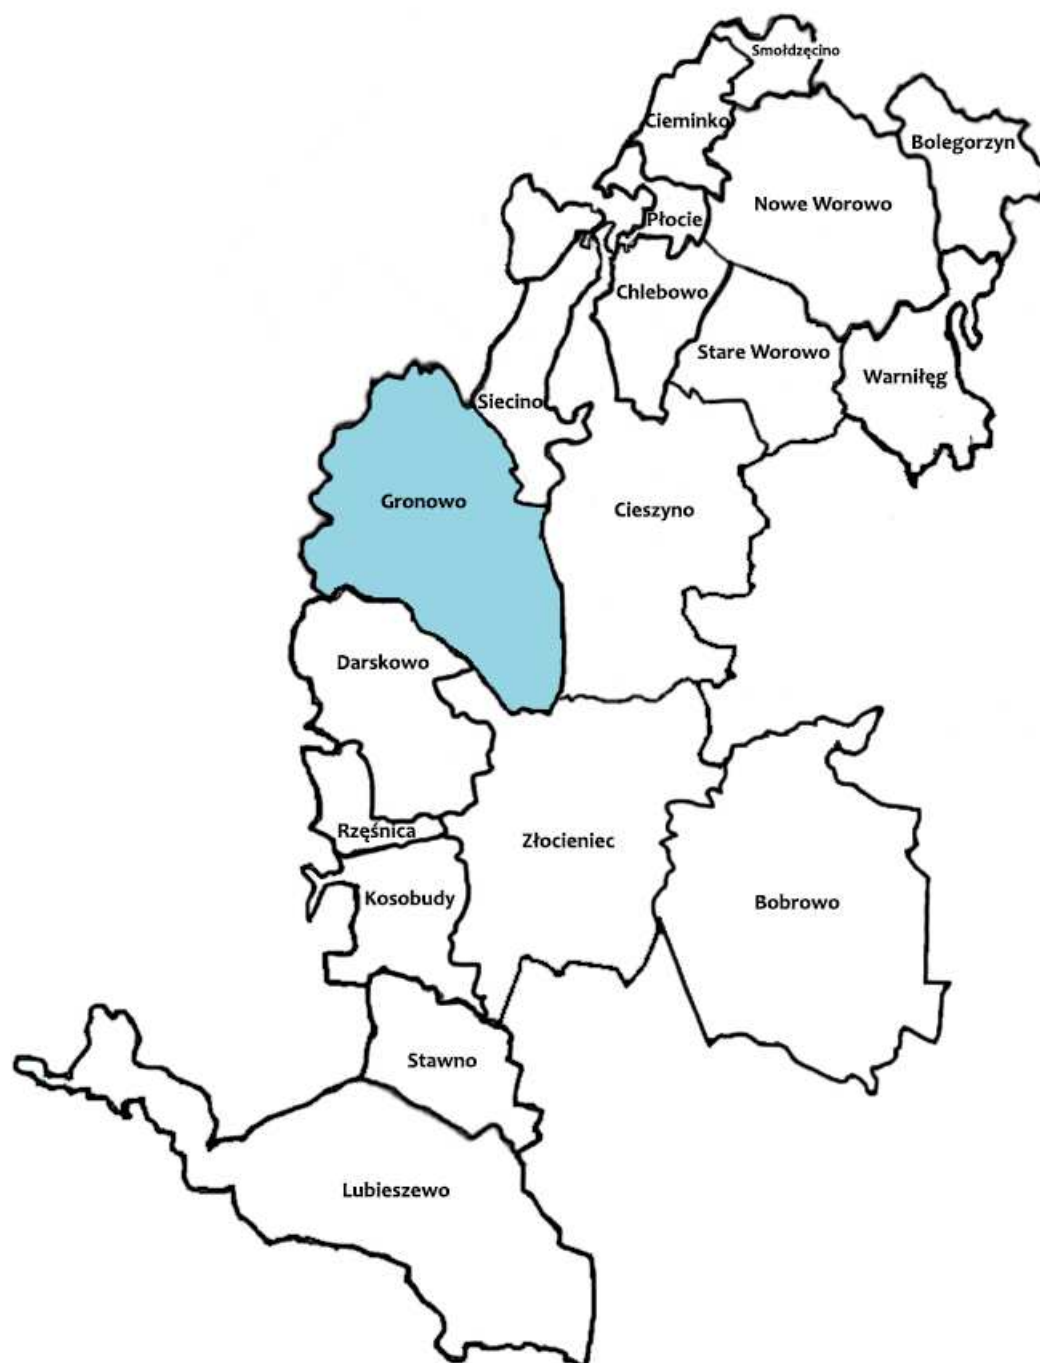 Smołdzęcino
Cieminko
Bolegorzyn
Nowe Worowo
Płocie
Chlebowo
Stare Worowo
Warniłęg
Siecino
Gronowo
Cieszyno
Darskowo
Rzęśnica
Złocieniec
Kosobudy
Bobrowo
Stawno
Lubieszewo